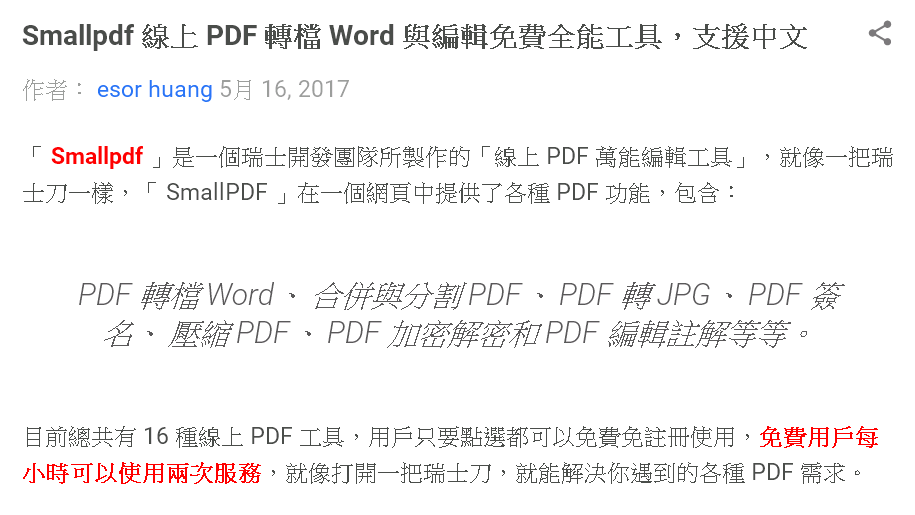 Smallpdf 線上 PDF 轉檔 Word 與編輯免費全能工具，支援中文
作者： esor huang 5月 16, 2017
「 Smallpdf 」是一個瑞士開發團隊所製作的「線上 PDF 萬能編輯工具」，就像一把瑞
士刀一樣，「 SmallPDF 」在一個網頁中提供了各種 PDF 功能，包含：
PDF 轉檔 Word 、 合併與分割 PDF 、 PDF 轉 JPG 、 PDF 簽
名、 壓縮 PDF 、 PDF 加密解密和 PDF 編輯註解等等。
目前總共有 16 種線上 PDF 工具，用戶只要點選都可以免費免註冊使用，免費用戶每
小時可以使用兩次服務，就像打開一把瑞士刀，就能解決你遇到的各種 PDF 需求。